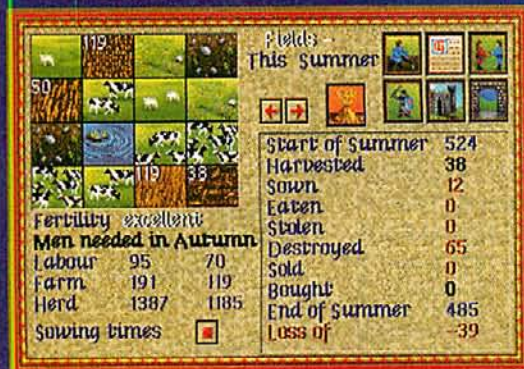 119
50
119 38
Fields -
This Summer
Fertility excellent
Men needed in Autumn
Labour 95 70
Farm 191 119
Herd 1387 1185
Sowing times
Start of Summer 524
Harvested 38
Sown 12
Eaten 0
Stolen 0
Destroyed 65
Sold 0
Bought 0
End of Summer 485
Loss of -39